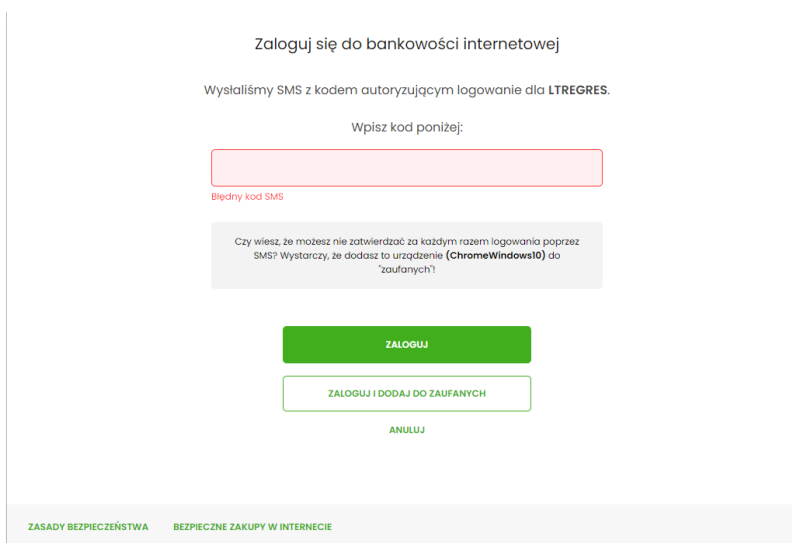 Zaloguj się do bankowości internetowej
Wysłaliśmy SMS z kodem autoryzującym logowanie dla LTREGRES.
Wpisz kod poniżej:
Błędny kod SMS
Czy wiesz, że możesz nie zatwierdzać za każdym razem logowania poprzez
SMS? Wystarczy, że dodasz to urządzenie (ChromeWindows10) do
"zaufanych"!
ZALOGUJ
ZALOGUJ I DODAJ DO ZAUFANYCH
ANULUJ
ZASADY BEZPIECZEŃSTWA BEZPIECZNE ZAKUPY W INTERNECIE